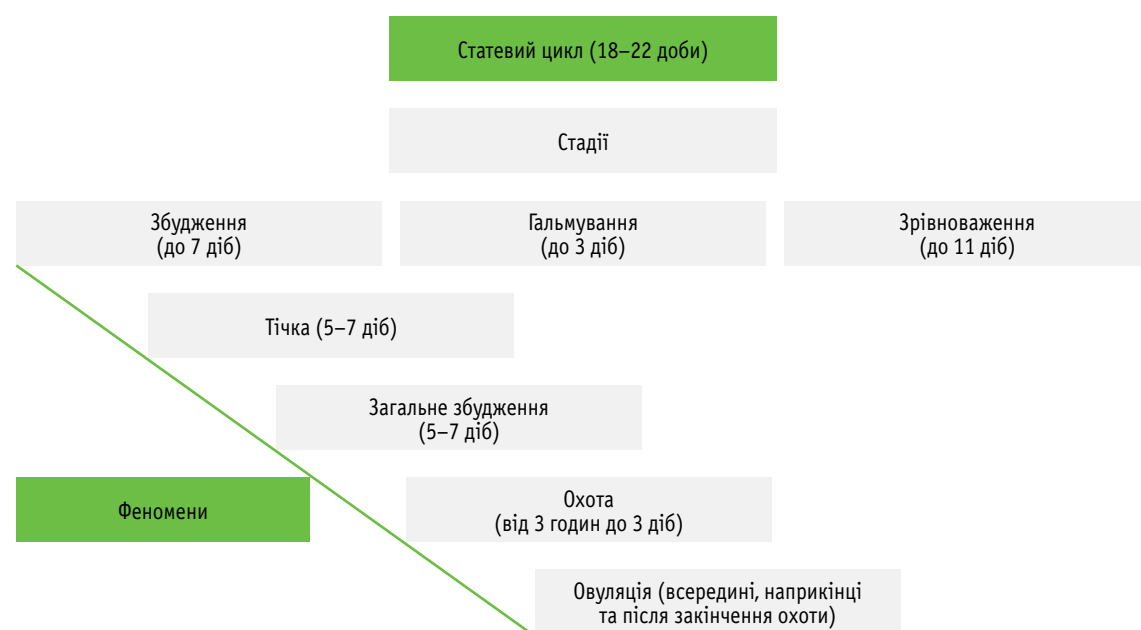 Статевий цикл (18–22 доби)
Стадії
Збудження
(до 7 діб)
Гальмування
(до 3 діб)
Зрівноваження
(до 11 діб)
Тічка (5–7 діб)
Загальне збудження
(5–7 діб)
Феномени
Охота
(від 3 годин до 3 діб)
Овуляція (всередині, наприкінці
та після закінчення охоти)